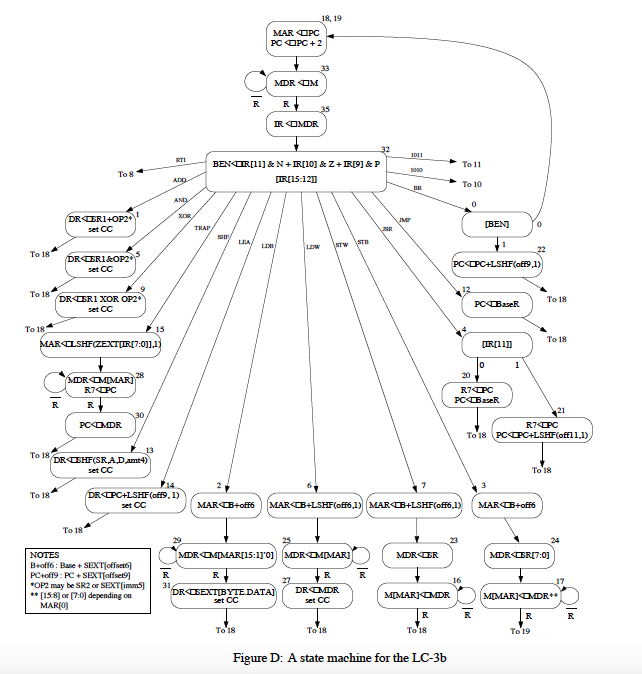 18, 19
MAR <□PC
PC <□PC + 2
33
MDR <□M
R
R
35
IR <□MDR
32
BEN<□IR[11] & N + IR[10] & Z + IR[9] & P
[IR[15:12]]
RTI
To 8
1011
To 11
1010
To 10
BR
ADD
AND
XOR
TRAP
SHF
LEA
LDB
LDW
STW
STB
JSR
JMP
0
[BEN]
0
1
1
DR<□SR1+OP2*
set CC
To 18
5
DR<□SR1&OP2*
set CC
To 18
9
DR<□SR1 XOR OP2*
set CC
To 18
22
PC<□PC+LSHF(off9,1)
To 18
12
PC<□BaseR
To 18
15
MAR<□LSHF(ZEXT[IR[7:0]],1)
28
MDR<□M[MAR]
R7<□PC
R
R
30
PC<□MDR
To 18
4
[IR[11]]
0
1
20
R7<□PC
PC<□BaseR
To 18
21
R7<□PC
PC<□PC+LSHF(off11,1)
To 18
13
DR<□SHF(SR,A,D,amt4)
set CC
To 18
14
DR<□PC+LSHF(off9, 1)
set CC
To 18
2
MAR<□B+off6
6
MAR<□B+LSHF(off6,1)
7
MAR<□B+LSHF(off6,1)
3
MAR<□B+off6
29
MDR<□M[MAR[15:1]'0]
R
R
25
MDR<□M[MAR]
R
R
23
MDR<□SR
24
MDR<□SR[7:0]
31
DR<□SEXT[BYTE.DATA]
set CC
27
DR<□MDR
set CC
16
M[MAR]<□MDR
R
R
17
M[MAR]<□MDR**
R
R
To 18
To 18
To 18
To 19
NOTES
B+off6 : Base + SEXT[offset6]
PC+off9 : PC + SEXT[offset9]
*OP2 may be SR2 or SEXT[imm5]
** [15:8] or [7:0] depending on
MAR[0]
Figure D: A state machine for the LC-3b